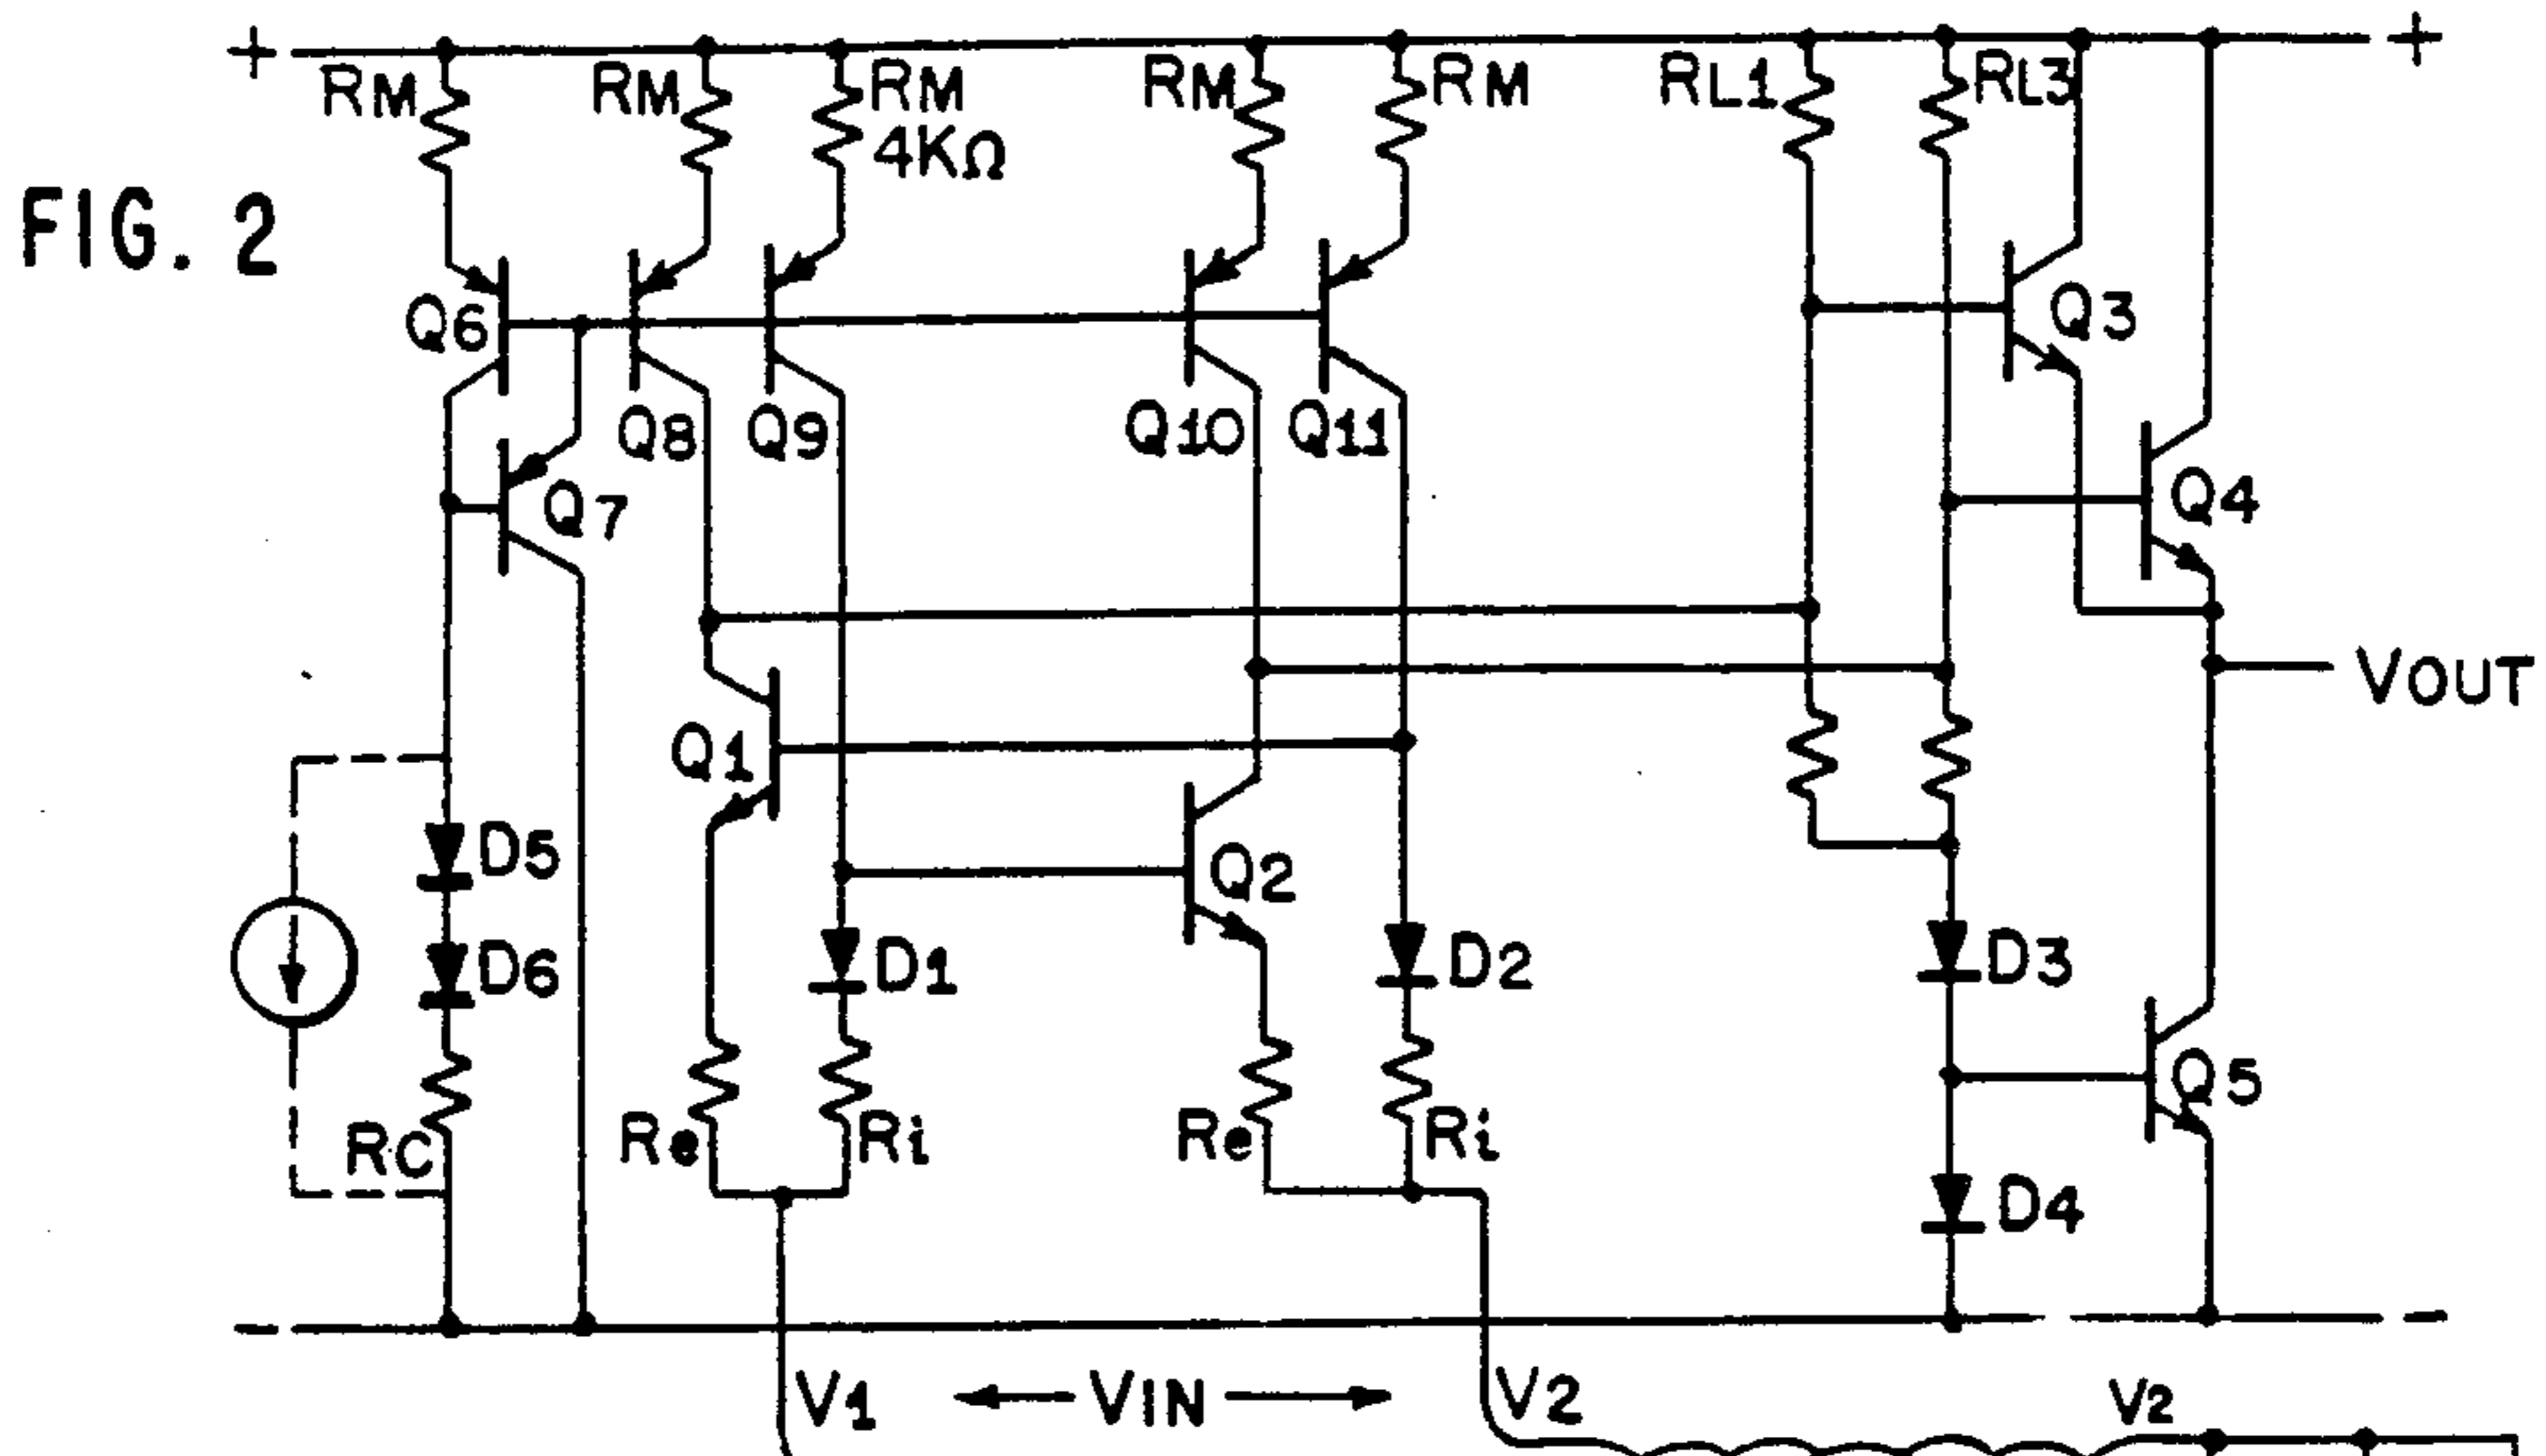 + +
RM RM RM RM RM RL1 RL3
4KΩ
FIG. 2
Q6 Q3
Q8 Q9 Q10 Q11
Q7 Q4
VOUT
Q1
D5 Q2
D6 D1 D2 D3
Q5
RC Re Ri Re Ri
D4
- -
V1 VIN V2 V2